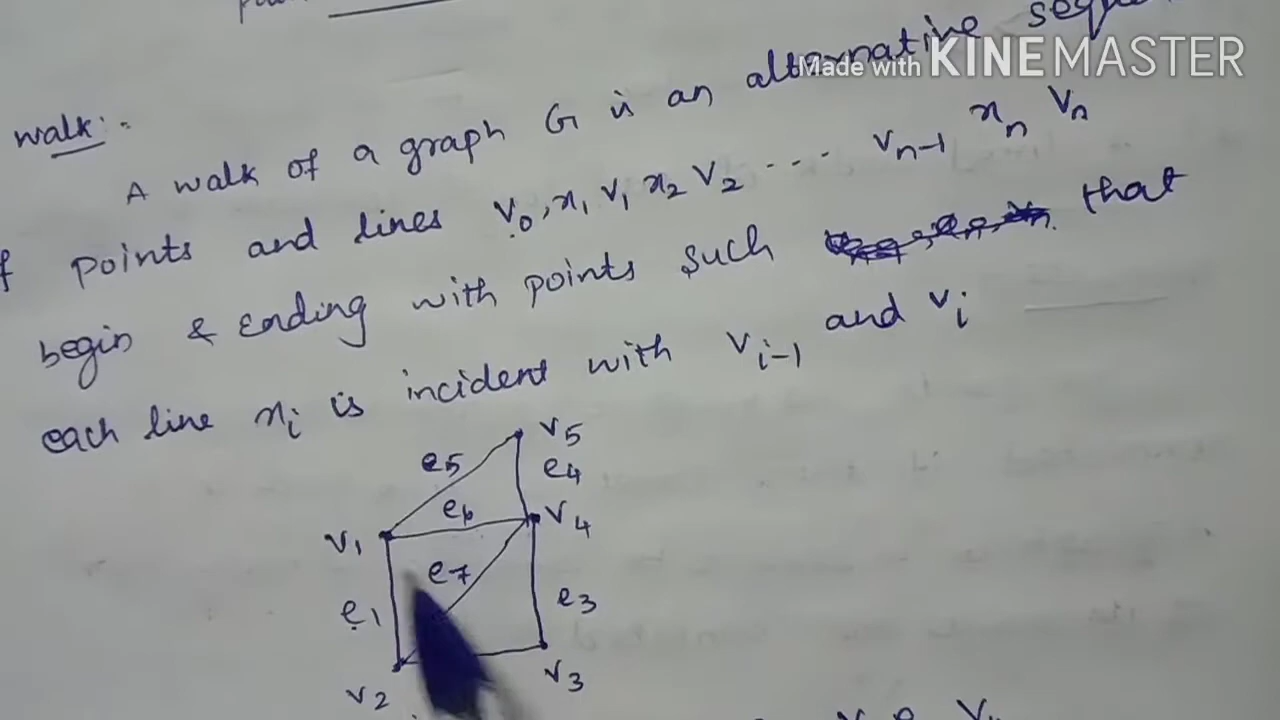 Made with KINEMASTER
walk:-
A walk of a graph G is an alternative
points and lines v₀, x₁ v₁ x₂ v₂ ... vₙ₋₁ xₙ vₙ
begin & ending with points such that
each line xᵢ is incident with vᵢ₋₁ and vᵢ
v₅
e₅ e₄
e₆ v₄
v₁
e₇
e₁ e₃
v₂ v₃